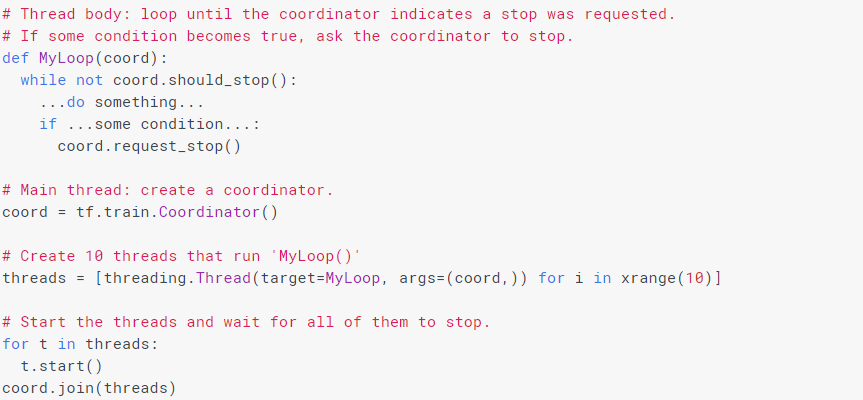 # Thread body: loop until the coordinator indicates a stop was requested.
# If some condition becomes true, ask the coordinator to stop.
def MyLoop(coord):
  while not coord.should_stop():
    ...do something...
    if ...some condition...:
      coord.request_stop()

# Main thread: create a coordinator.
coord = tf.train.Coordinator()

# Create 10 threads that run 'MyLoop()'
threads = [threading.Thread(target=MyLoop, args=(coord,)) for i in xrange(10)]

# Start the threads and wait for all of them to stop.
for t in threads:
  t.start()
coord.join(threads)